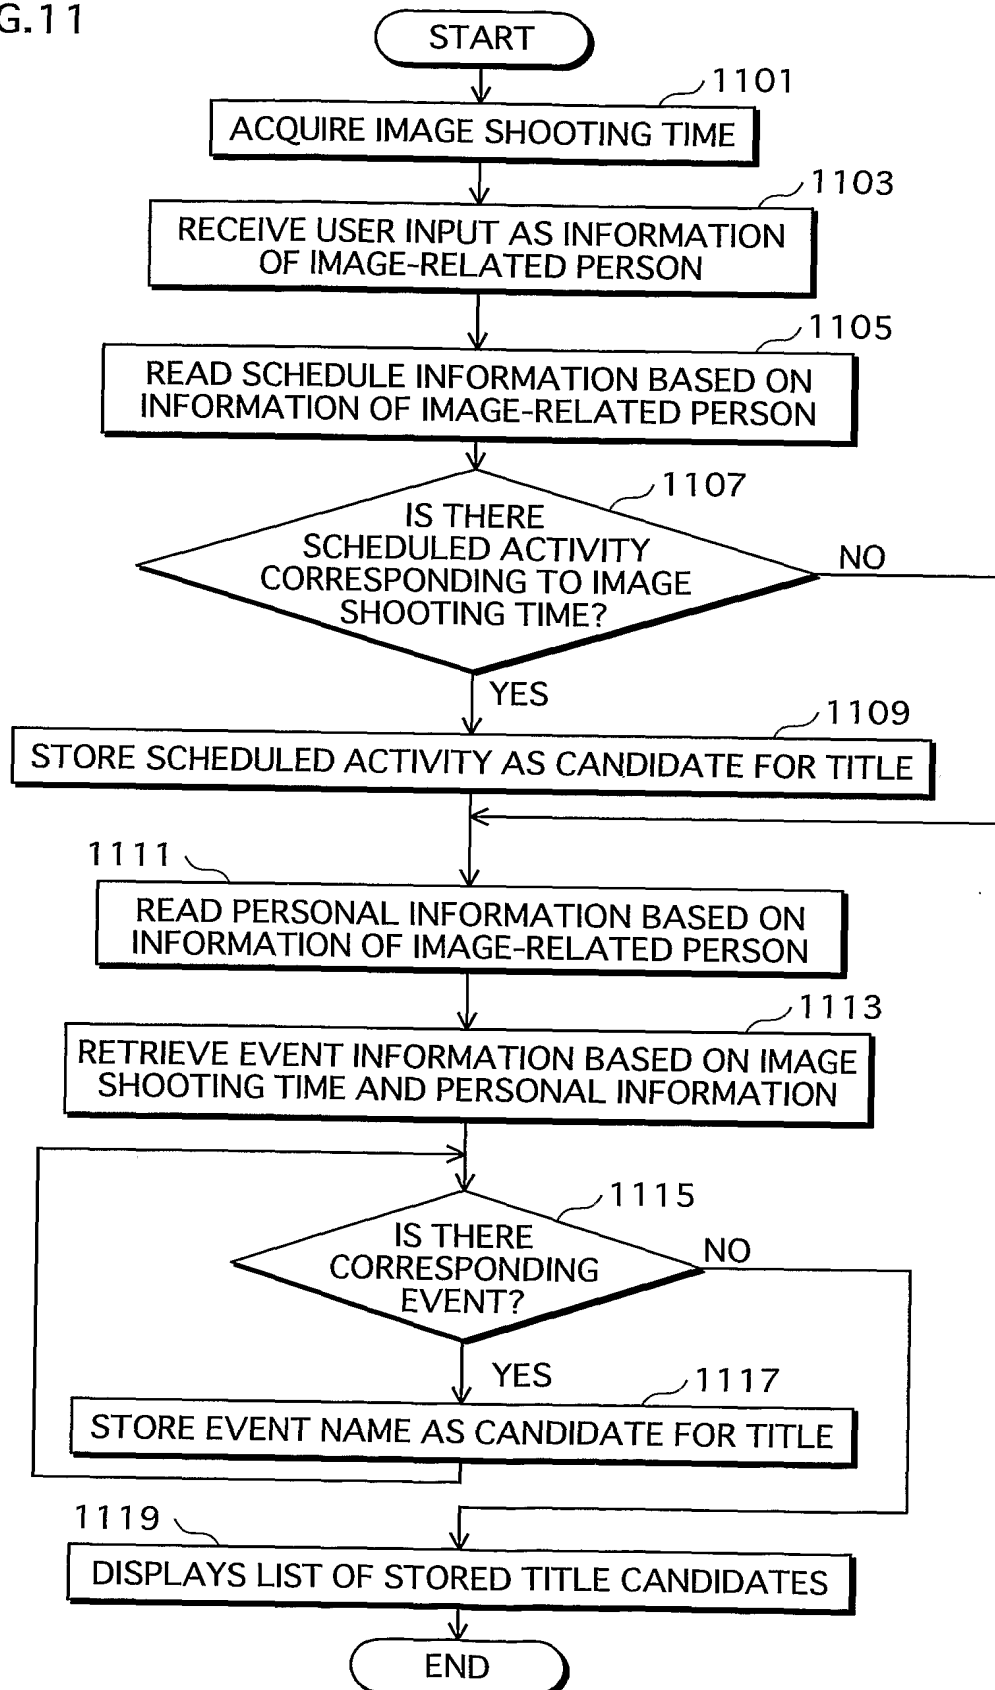 G.11
START
1101
ACQUIRE IMAGE SHOOTING TIME
1103
RECEIVE USER INPUT AS INFORMATION
OF IMAGE-RELATED PERSON
1105
READ SCHEDULE INFORMATION BASED ON
INFORMATION OF IMAGE-RELATED PERSON
1107
IS THERE
SCHEDULED ACTIVITY
CORRESPONDING TO IMAGE
SHOOTING TIME?
NO
YES
1109
STORE SCHEDULED ACTIVITY AS CANDIDATE FOR TITLE
1111
READ PERSONAL INFORMATION BASED ON
INFORMATION OF IMAGE-RELATED PERSON
1113
RETRIEVE EVENT INFORMATION BASED ON IMAGE
SHOOTING TIME AND PERSONAL INFORMATION
1115
IS THERE
CORRESPONDING
EVENT?
NO
YES
1117
STORE EVENT NAME AS CANDIDATE FOR TITLE
1119
DISPLAYS LIST OF STORED TITLE CANDIDATES
END